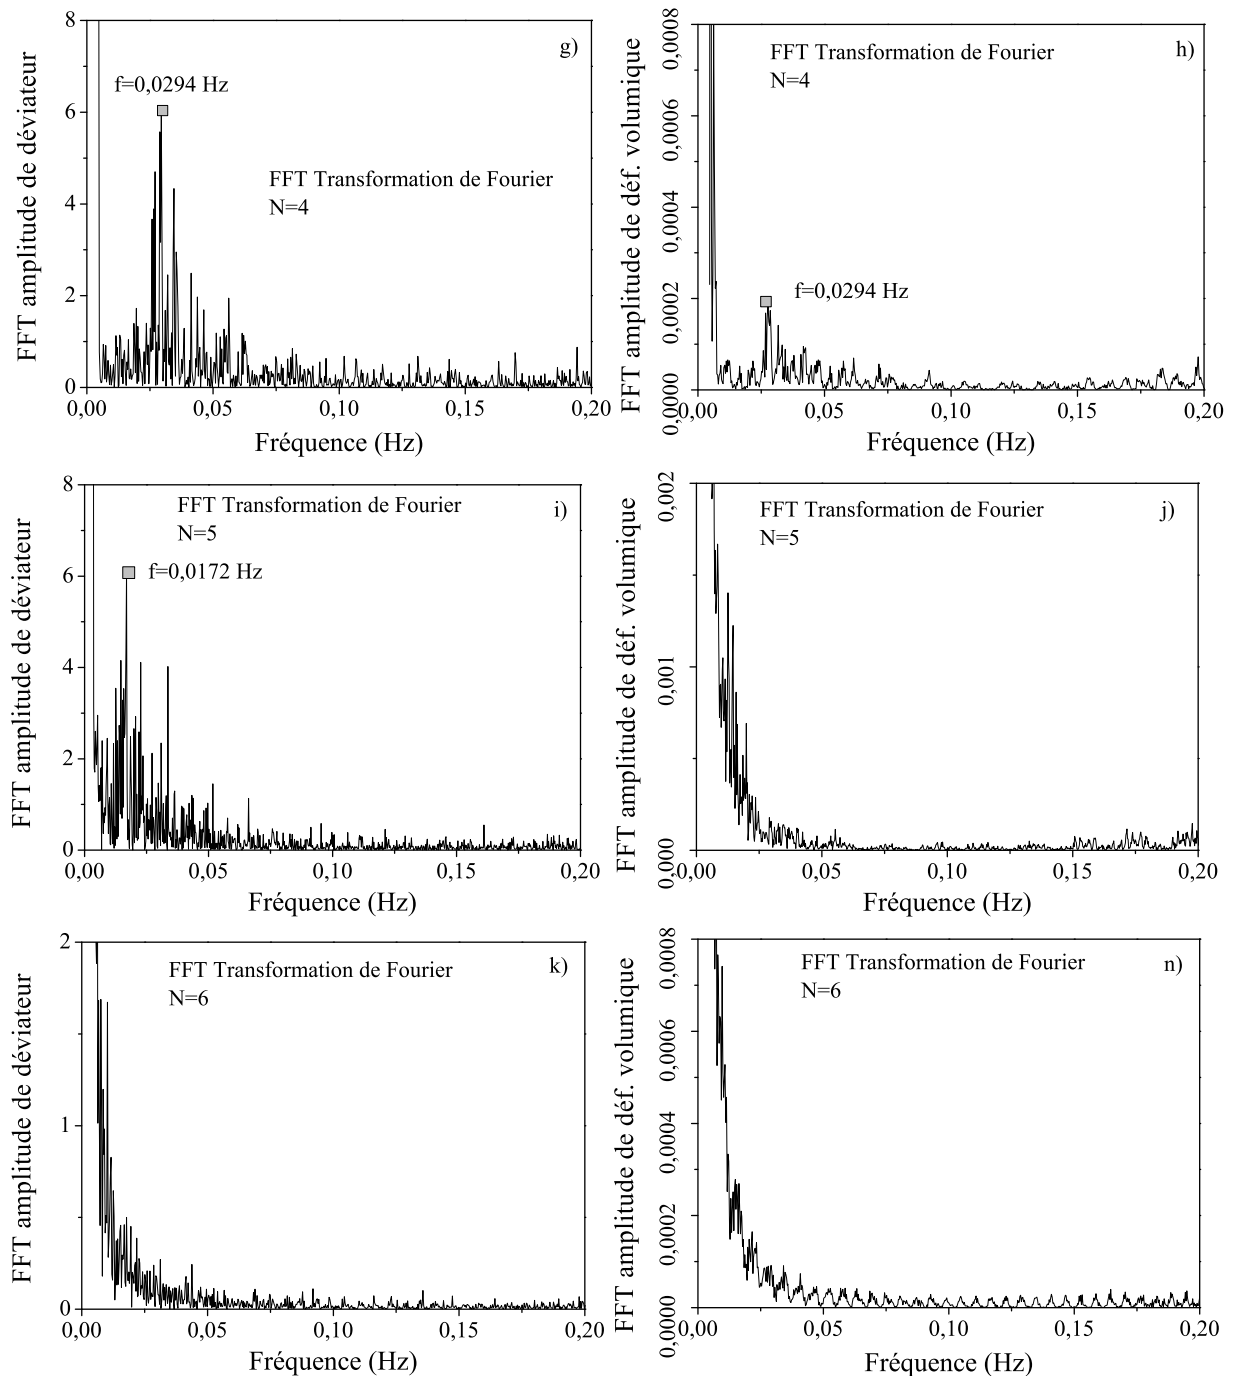 g)
f=0,0294 Hz
FFT Transformation de Fourier
N=4
FFT amplitude de déviateur
8
6
4
2
0
0,00 0,05 0,10 0,15 0,20
Fréquence (Hz)
h)
FFT Transformation de Fourier
N=4
f=0,0294 Hz
FFT amplitude de déf. volumique
0,0008
0,0006
0,0004
0,0002
0,000
0,00 0,05 0,10 0,15 0,20
Fréquence (Hz)
i)
FFT Transformation de Fourier
N=5
f=0,0172 Hz
FFT amplitude de déviateur
8
6
4
2
0
0,00 0,05 0,10 0,15 0,20
Fréquence (Hz)
j)
FFT Transformation de Fourier
N=5
FFT amplitude de déf. volumique
0,002
0,001
0,000
0,00 0,05 0,10 0,15 0,20
Fréquence (Hz)
k)
FFT Transformation de Fourier
N=6
FFT amplitude de déviateur
2
1
0
0,00 0,05 0,10 0,15 0,20
Fréquence (Hz)
n)
FFT Transformation de Fourier
N=6
FFT amplitude de déf. volumique
0,0008
0,0006
0,0004
0,0002
0,0000
0,00 0,05 0,10 0,15 0,20
Fréquence (Hz)